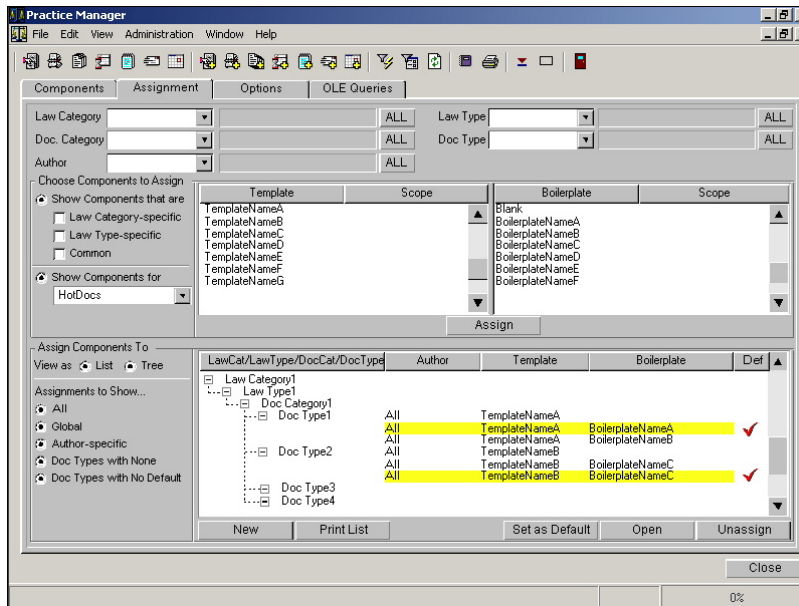 Practice Manager
File Edit View Administration Window Help
Components Assignment Options OLE Queries
Law Category ALL Law Type ALL
Doc. Category ALL Doc Type ALL
Author ALL
Choose Components to Assign
Show Components that are
Law Category-specific
Law Type-specific
Common
Show Components for
HotDocs
Template Scope
TemplateNameA
TemplateNameB
TemplateNameC
TemplateNameD
TemplateNameE
TemplateNameF
TemplateNameG
Boilerplate Scope
Blank
BoilerplateNameA
BoilerplateNameB
BoilerplateNameC
BoilerplateNameD
BoilerplateNameE
BoilerplateNameF
Assign
Assign Components To
View as List Tree
Assignments to Show...
All
Global
Author-specific
Doc Types with None
Doc Types with No Default
LawCat/LawType/DocCat/DocType Author Template Boilerplate Def
Law Category1
Law Type1
Doc Category1
Doc Type1 All TemplateNameA
All TemplateNameA BoilerplateNameA
All TemplateNameA BoilerplateNameB
Doc Type2 All TemplateNameB
All TemplateNameB BoilerplateNameC
All TemplateNameB BoilerplateNameC
Doc Type3
Doc Type4
New Print List Set as Default Open Unassign
Close
0%